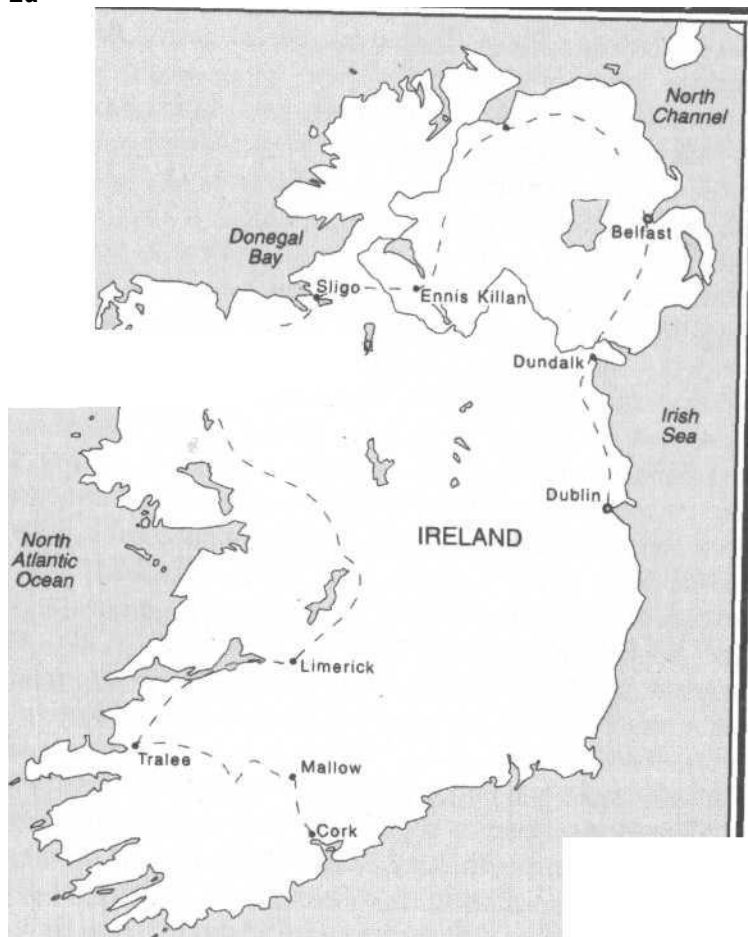 North
Channel
Belfast
Donegal
Bay
Sligo
Ennis Killan
Dundalk
Irish
Sea
Dublin
IRELAND
North
Atlantic
Ocean
Limerick
Tralee
Mallow
Cork